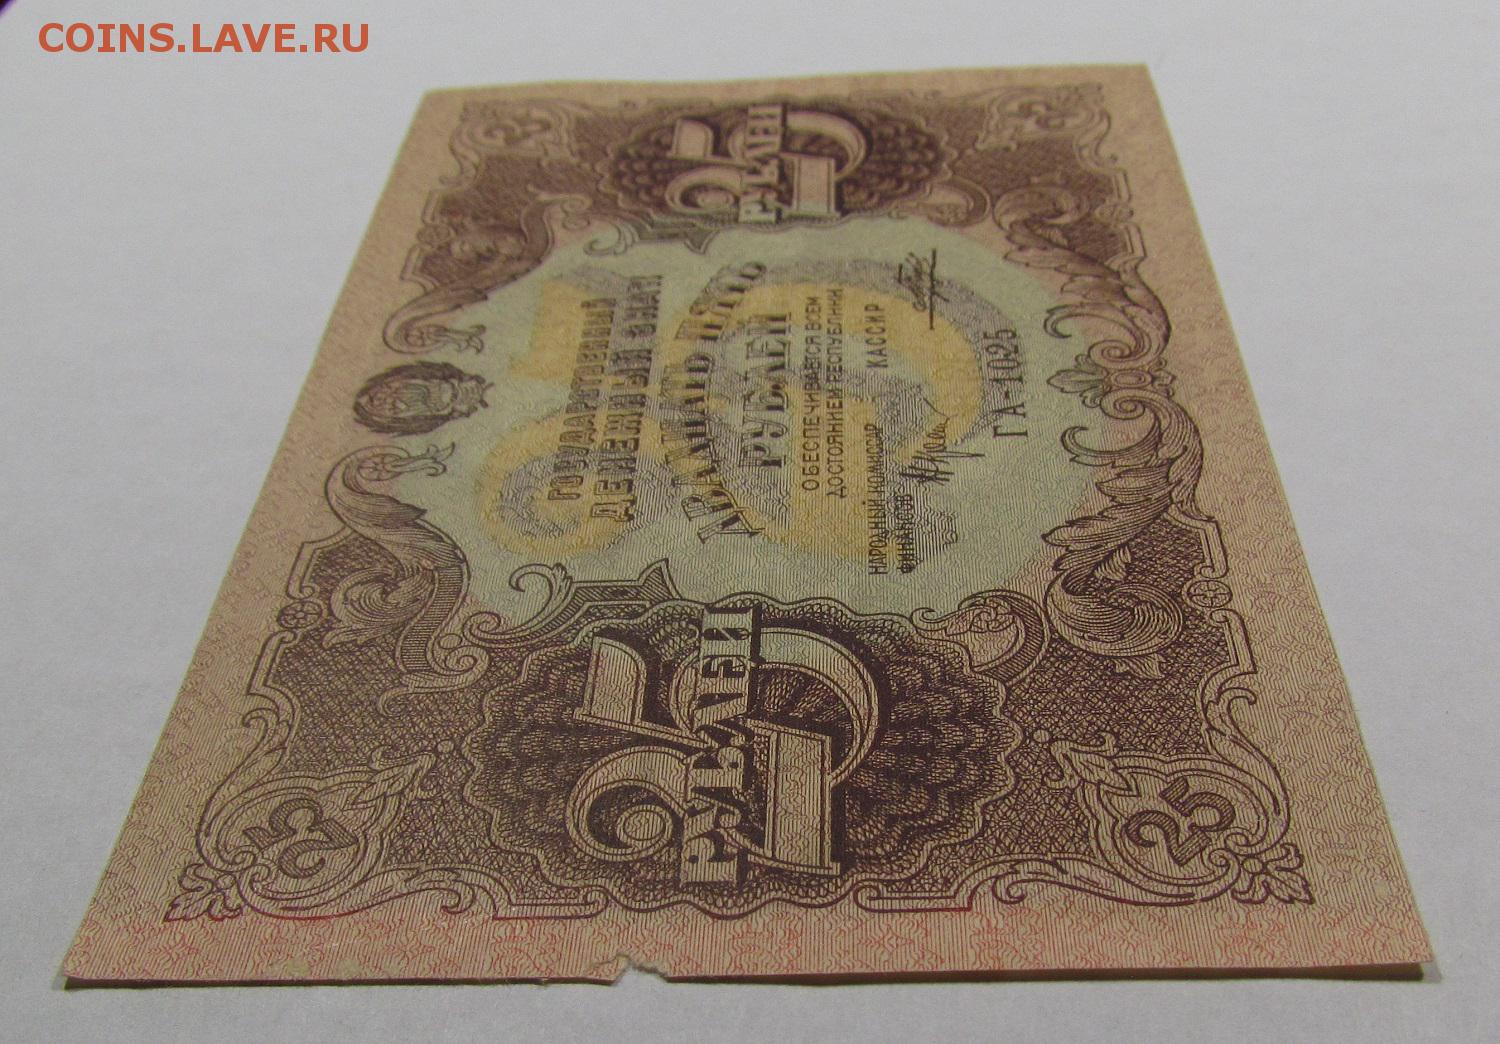 COINS.LAVE.RU
25
25
25 РУБЛЕЙ
ГОСУДАРСТВЕННЫЙ
ДЕНЕЖНЫЙ ЗНАК
ДВАДЦАТЬ ПЯТЬ
РУБЛЕЙ
ОБЕСПЕЧИВАЕТСЯ ВСЕМ
ДОСТОЯНИЕМ РЕСПУБЛИКИ
НАРОДНЫЙ КОМИССАР
ФИНАНСОВ
КАССИР
ГА-1025
25 РУБЛЕЙ
25
25